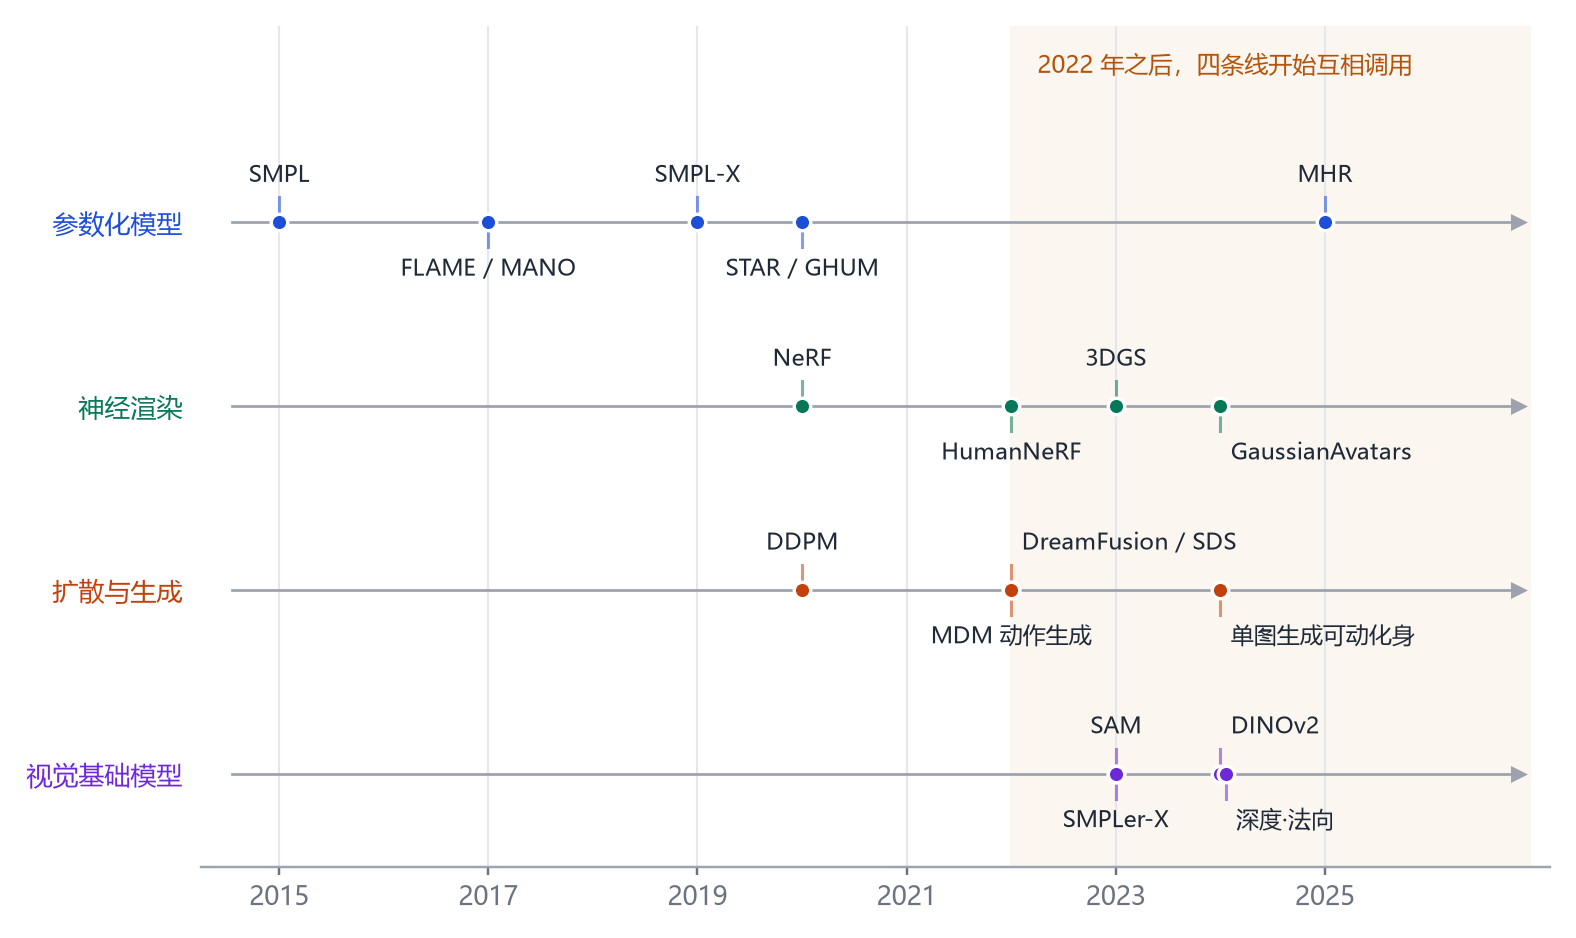 2022 年之后，四条线开始互相调用
SMPL
SMPL-X
MHR
参数化模型
FLAME / MANO
STAR / GHUM
NeRF
3DGS
神经渲染
HumanNeRF
GaussianAvatars
DDPM
DreamFusion / SDS
扩散与生成
MDM 动作生成
单图生成可动化身
SAM
DINOv2
视觉基础模型
SMPLer-X
深度·法向
2015
2017
2019
2021
2023
2025